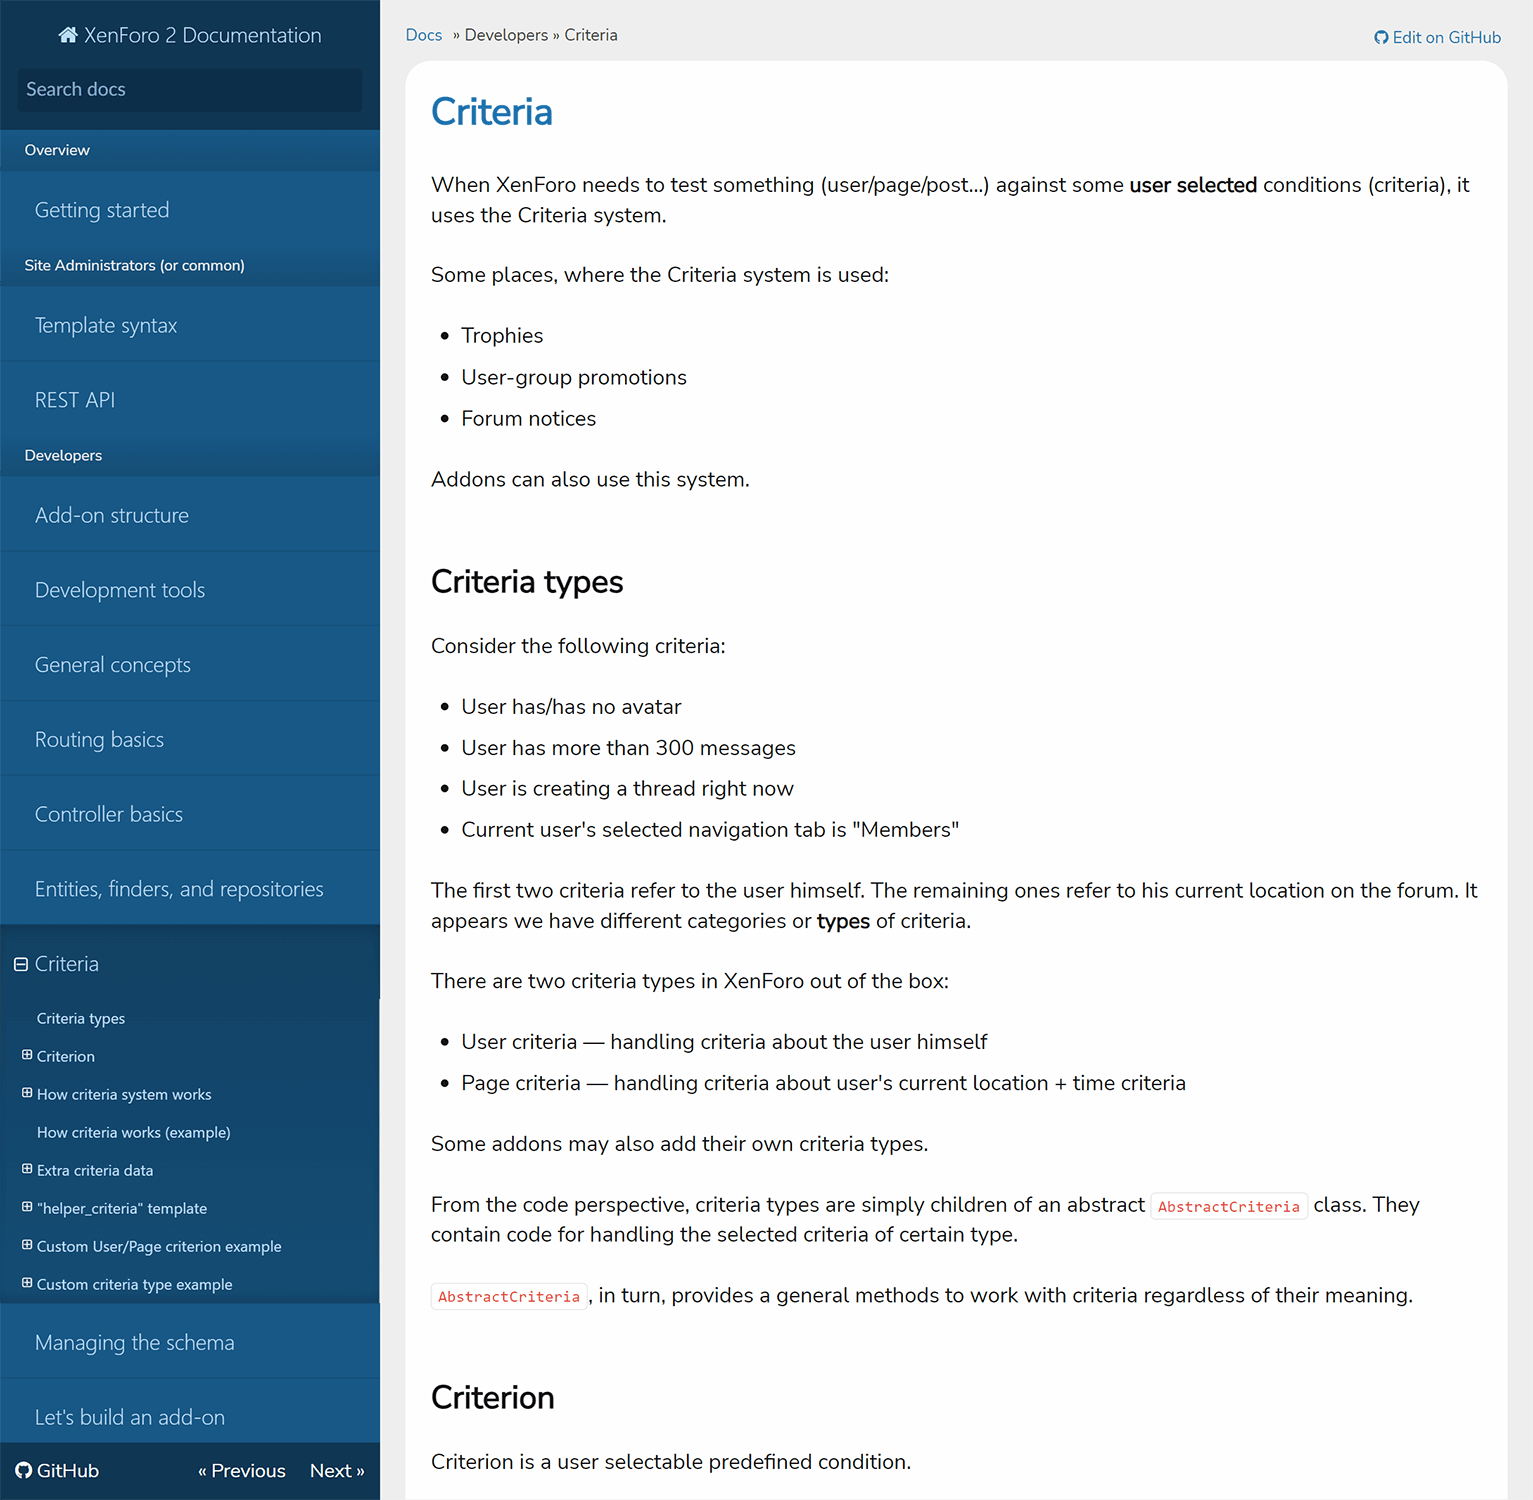 XenForo 2 Documentation
Search docs
Overview
Getting started
Site Administrators (or common)
Template syntax
REST API
Developers
Add-on structure
Development tools
General concepts
Routing basics
Controller basics
Entities, finders, and repositories
Criteria
Criteria types
Criterion
How criteria system works
How criteria works (example)
Extra criteria data
"helper_criteria" template
Custom User/Page criterion example
Custom criteria type example
Managing the schema
Let's build an add-on
GitHub « Previous Next »
Docs » Developers » Criteria
Edit on GitHub
Criteria
When XenForo needs to test something (user/page/post...) against some user selected conditions (criteria), it
uses the Criteria system.
Some places, where the Criteria system is used:
• Trophies
• User-group promotions
• Forum notices
Addons can also use this system.
Criteria types
Consider the following criteria:
• User has/has no avatar
• User has more than 300 messages
• User is creating a thread right now
• Current user's selected navigation tab is "Members"
The first two criteria refer to the user himself. The remaining ones refer to his current location on the forum. It
appears we have different categories or types of criteria.
There are two criteria types in XenForo out of the box:
• User criteria — handling criteria about the user himself
• Page criteria — handling criteria about user's current location + time criteria
Some addons may also add their own criteria types.
From the code perspective, criteria types are simply children of an abstract AbstractCriteria class. They
contain code for handling the selected criteria of certain type.
AbstractCriteria, in turn, provides a general methods to work with criteria regardless of their meaning.
Criterion
Criterion is a user selectable predefined condition.